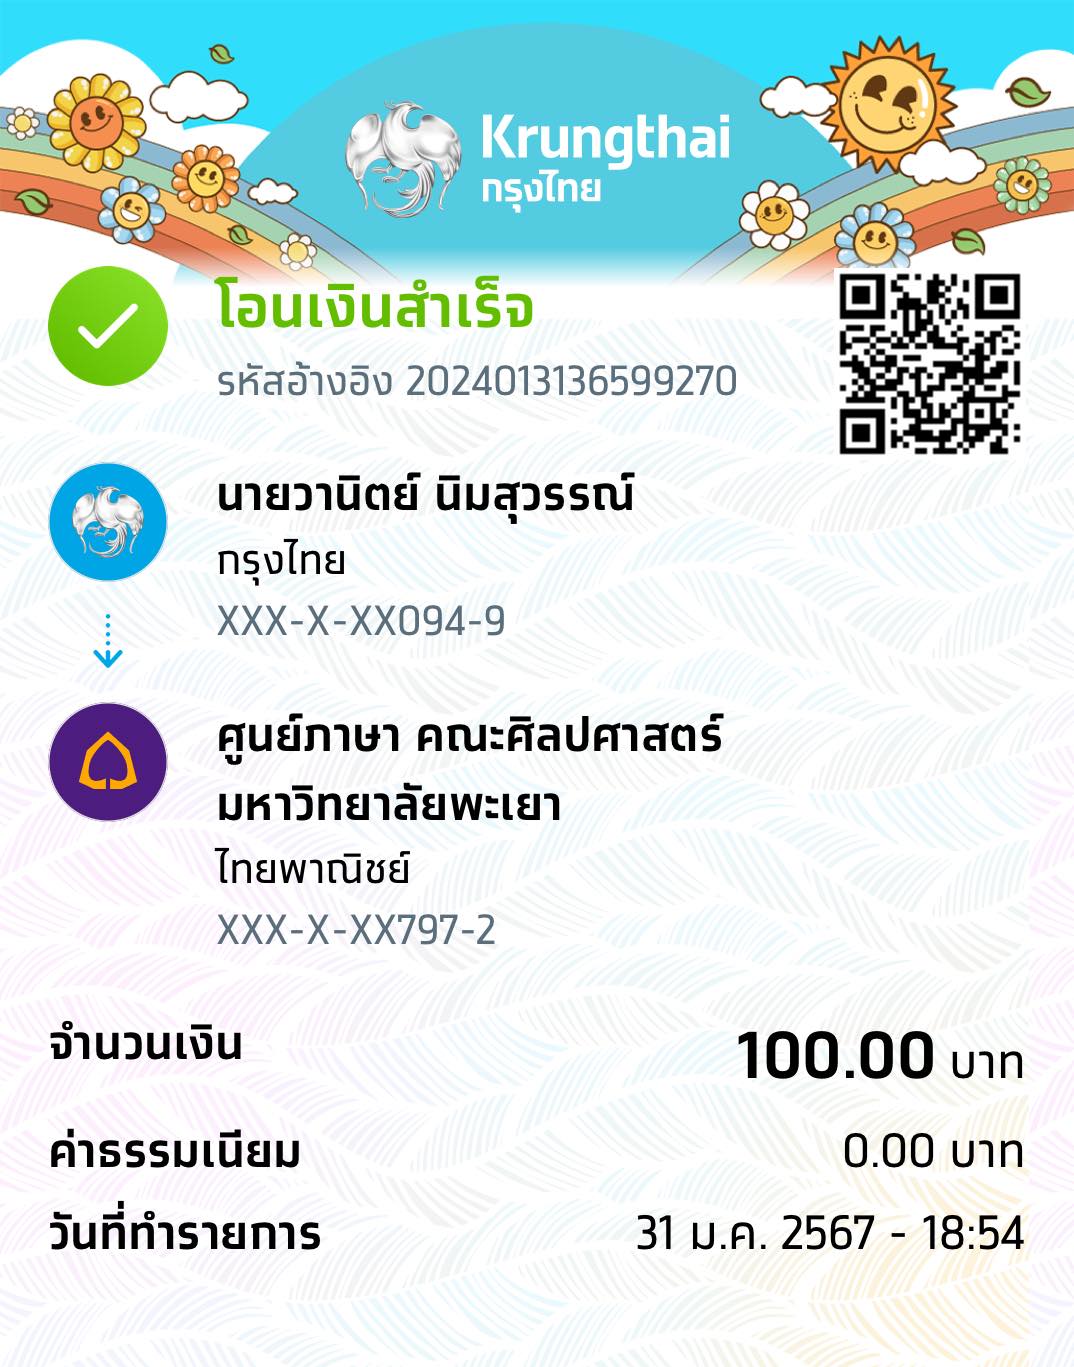 Krungthai
กรุงไทย
โอนเงินสำเร็จ
รหัสอ้างอิง 2024013136599270
นายวานิตย์ นิมสุวรรณ์
กรุงไทย
XXX-X-XX094-9
ศูนย์ภาษา คณะศิลปศาสตร์
มหาวิทยาลัยพะเยา
ไทยพาณิชย์
XXX-X-XX797-2
จำนวนเงิน 100.00 บาท
ค่าธรรมเนียม 0.00 บาท
วันที่ทำรายการ 31 ม.ค. 2567 - 18:54